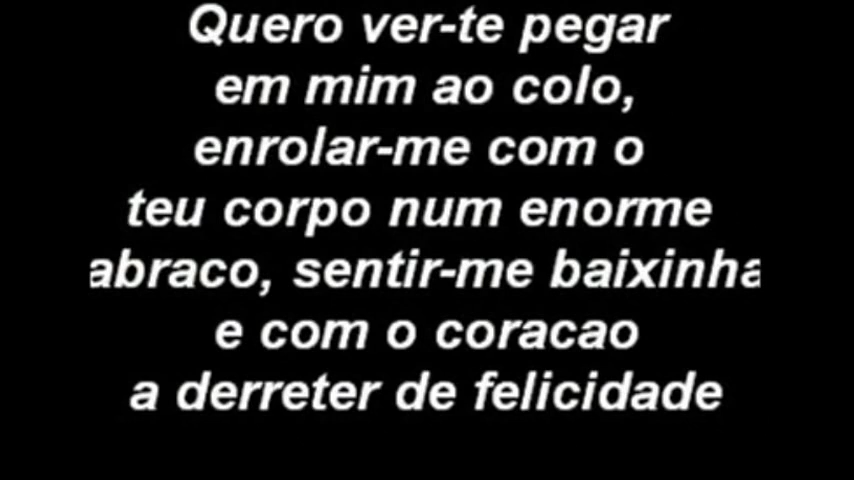 Quero ver-te pegar
em mim ao colo,
enrolar-me com o
teu corpo num enorme
abraco, sentir-me baixinha
e com o coracao
a derreter de felicidade